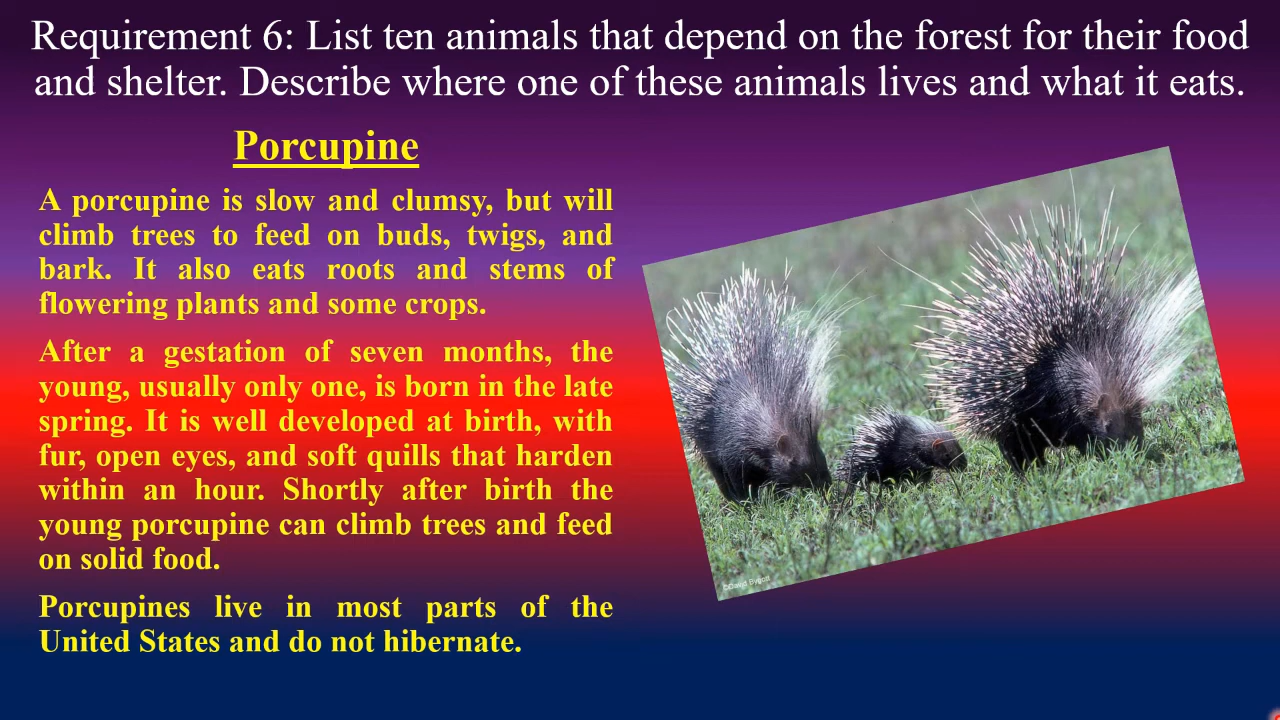 Requirement 6: List ten animals that depend on the forest for their food
and shelter. Describe where one of these animals lives and what it eats.
Porcupine
A porcupine is slow and clumsy, but will
climb trees to feed on buds, twigs, and
bark. It also eats roots and stems of
flowering plants and some crops.
After a gestation of seven months, the
young, usually only one, is born in the late
spring. It is well developed at birth, with
fur, open eyes, and soft quills that harden
within an hour. Shortly after birth the
young porcupine can climb trees and feed
on solid food.
Porcupines live in most parts of the
United States and do not hibernate.
©David Bygott